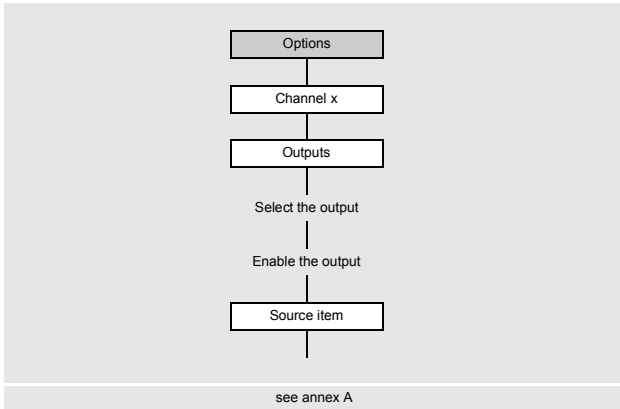 Options
Channel x
Outputs
Select the output
Enable the output
Source item
see annex A